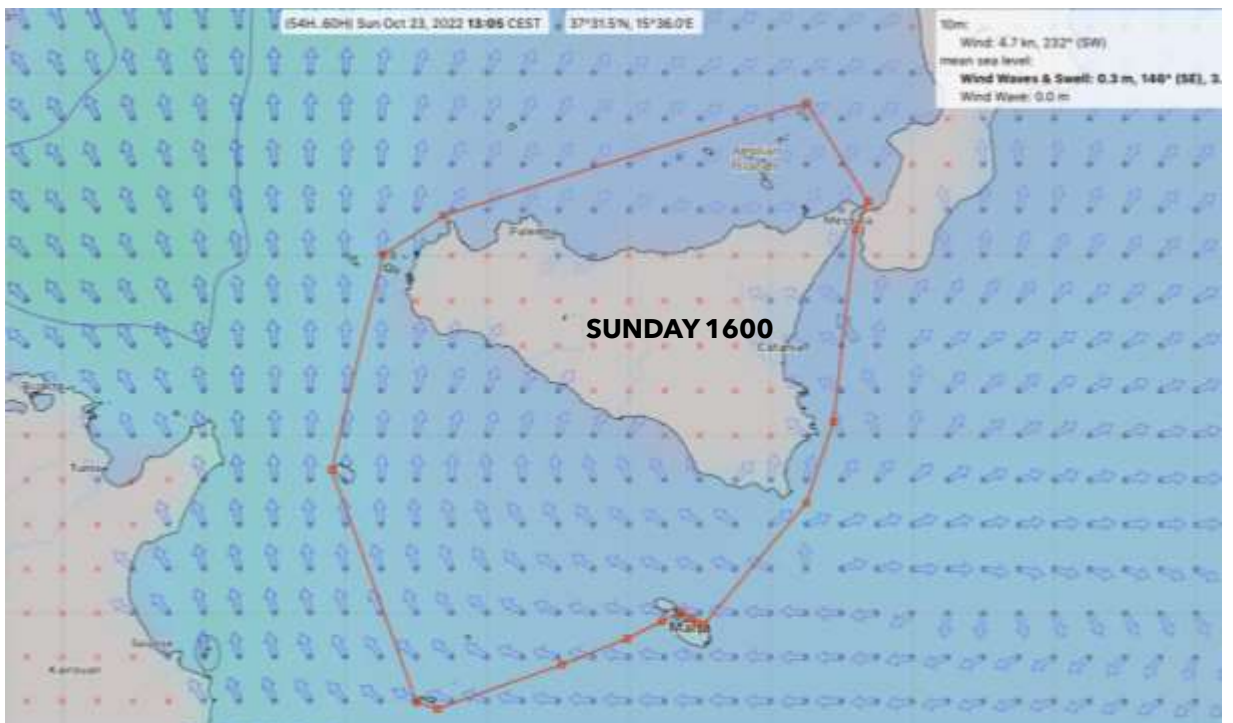 (54H..60H) Sun Oct 23, 2022 13:05 CEST
37°31.5'N, 15°36.0'E
10m:
Wind: 4.7 kn, 232° (SW)
mean sea level:
Wind Waves & Swell: 0.3 m, 146° (SE), 3.
Wind Wave: 0.0 m
Messina
Palermo
SUNDAY 1600
Catania
Tunis
Malta
Sousse
Kairouan